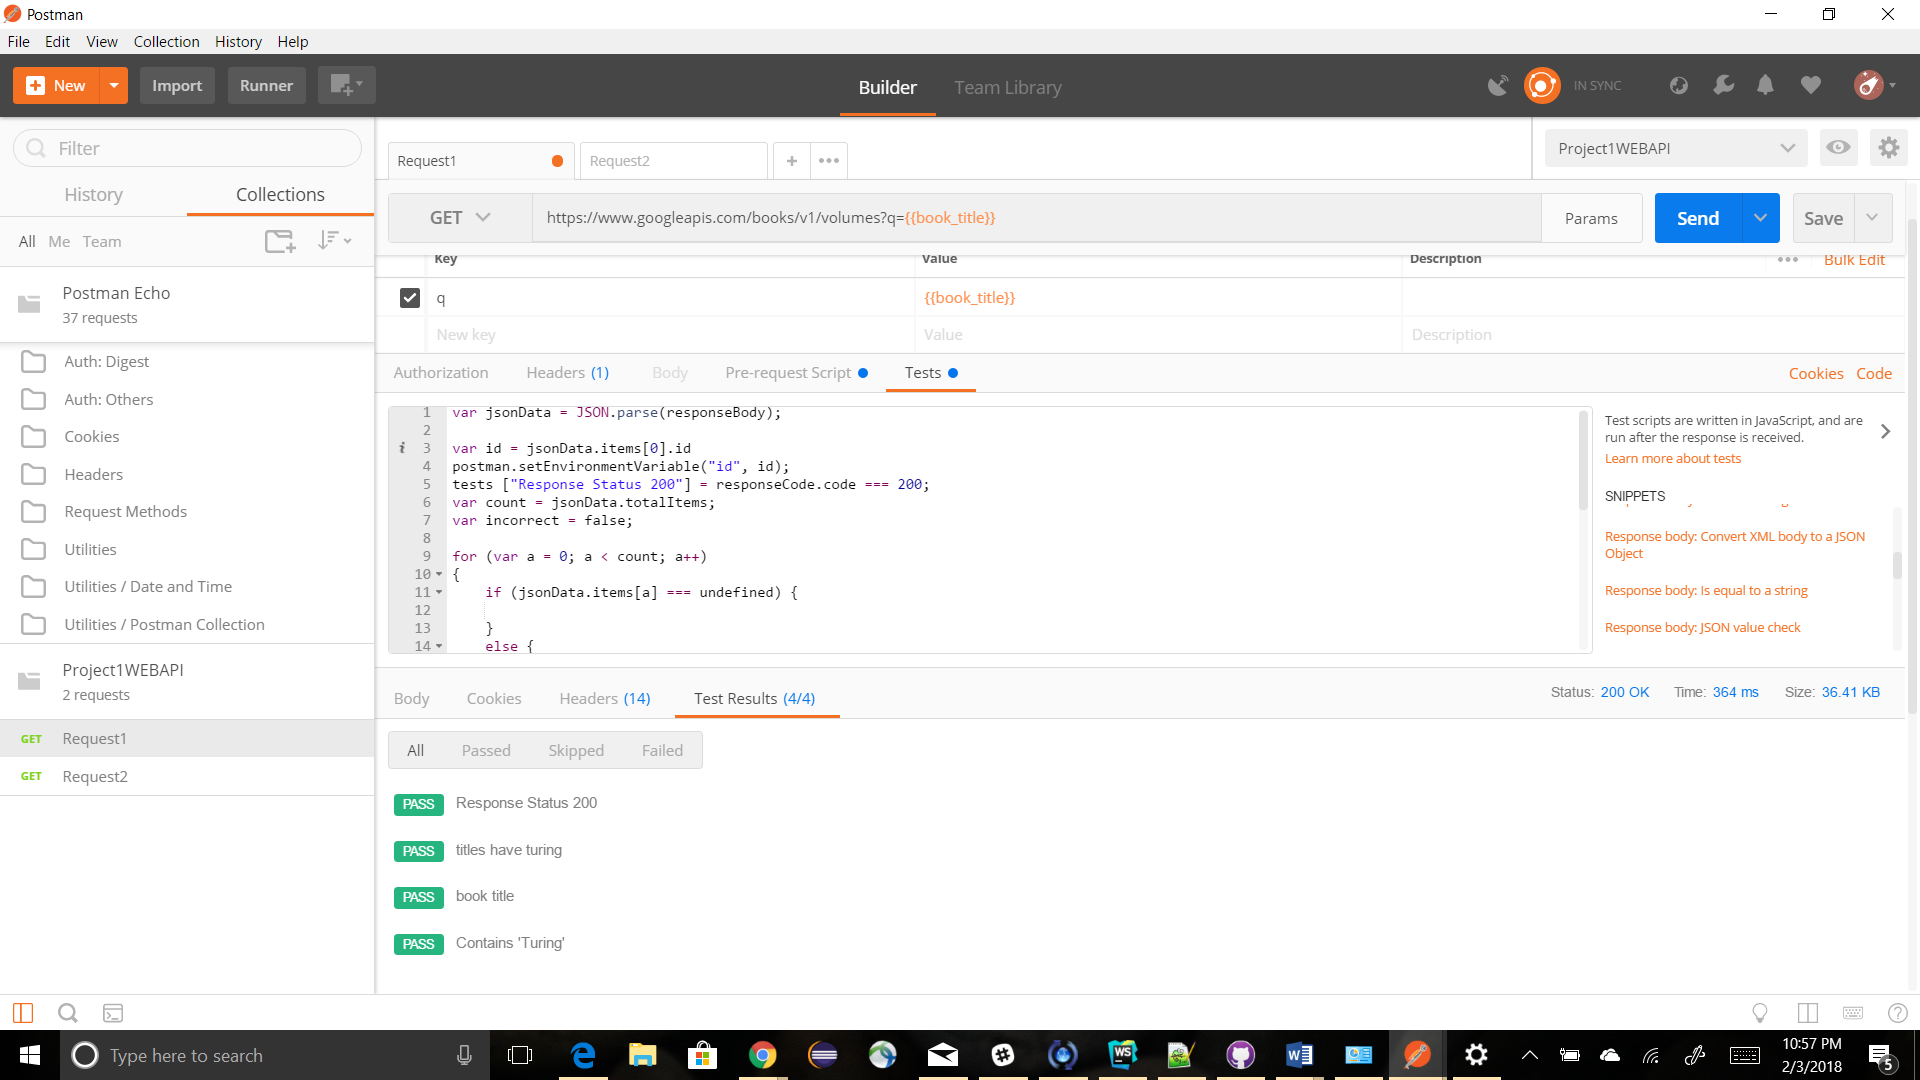 Postman
File Edit View Collection History Help
New Import Runner Builder Team Library IN SYNC
Filter
History Collections
All Me Team
Postman Echo
37 requests
Auth: Digest
Auth: Others
Cookies
Headers
Request Methods
Utilities
Utilities / Date and Time
Utilities / Postman Collection
Project1WEBAPI
2 requests
GET Request1
GET Request2
Request1 Request2 + •••
Project1WEBAPI
GET https://www.googleapis.com/books/v1/volumes?q={{book_title}} Params Send Save
Key Value Description ••• Bulk Edit
q {{book_title}}
New key Value Description
Authorization Headers (1) Body Pre-request Script Tests Cookies Code
1 var jsonData = JSON.parse(responseBody);
2
i 3 var id = jsonData.items[0].id
4 postman.setEnvironmentVariable("id", id);
5 tests ["Response Status 200"] = responseCode.code === 200;
6 var count = jsonData.totalItems;
7 var incorrect = false;
8
9 for (var a = 0; a < count; a++)
10 {
11 if (jsonData.items[a] === undefined) {
12
13 }
14 else {
Test scripts are written in JavaScript, and are
run after the response is received.
Learn more about tests
SNIPPETS
Response body: Convert XML body to a JSON
Object
Response body: Is equal to a string
Response body: JSON value check
Body Cookies Headers (14) Test Results (4/4) Status: 200 OK Time: 364 ms Size: 36.41 KB
All Passed Skipped Failed
PASS Response Status 200
PASS titles have turing
PASS book title
PASS Contains 'Turing'
Type here to search
WS
10:57 PM
2/3/2018
5